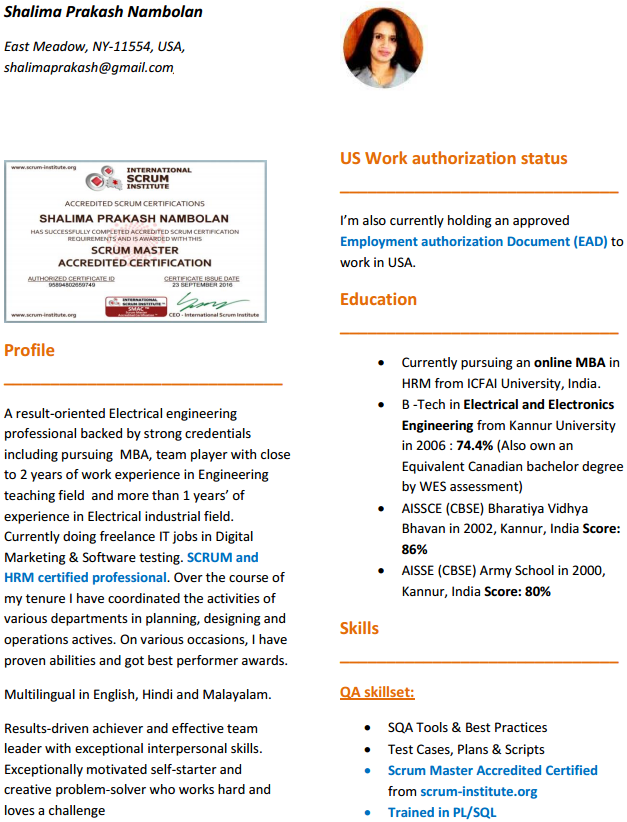 Shalima Prakash Nambolan
East Meadow, NY-11554, USA,
shalimaprakash@gmail.com
www.scrum-institute.org
INTERNATIONAL
SCRUM
INSTITUTE
ACCREDITED SCRUM CERTIFICATIONS
SHALIMA PRAKASH NAMBOLAN
HAS SUCCESSFULLY COMPLETED ACCREDITED SCRUM CERTIFICATION
REQUIREMENTS AND IS AWARDED WITH THIS
SCRUM MASTER
ACCREDITED CERTIFICATION
AUTHORIZED CERTIFICATE ID
95894802659749
CERTIFICATE ISSUE DATE
23 SEPTEMBER 2016
INTERNATIONAL
SCRUM INSTITUTE
SMAC
www.scrum-institute.org
CEO - International Scrum Institute
Profile
A result-oriented Electrical engineering
professional backed by strong credentials
including pursuing MBA, team player with close
to 2 years of work experience in Engineering
teaching field and more than 1 years’ of
experience in Electrical industrial field.
Currently doing freelance IT jobs in Digital
Marketing & Software testing. SCRUM and
HRM certified professional. Over the course of
my tenure I have coordinated the activities of
various departments in planning, designing and
operations actives. On various occasions, I have
proven abilities and got best performer awards.
Multilingual in English, Hindi and Malayalam.
Results-driven achiever and effective team
leader with exceptional interpersonal skills.
Exceptionally motivated self-starter and
creative problem-solver who works hard and
loves a challenge
US Work authorization status
I’m also currently holding an approved
Employment authorization Document (EAD) to
work in USA.
Education
• Currently pursuing an online MBA in
HRM from ICFAI University, India.
• B -Tech in Electrical and Electronics
Engineering from Kannur University
in 2006 : 74.4% (Also own an
Equivalent Canadian bachelor degree
by WES assessment)
• AISSCE (CBSE) Bharatiya Vidhya
Bhavan in 2002, Kannur, India Score:
86%
• AISSE (CBSE) Army School in 2000,
Kannur, India Score: 80%
Skills
QA skillset:
• SQA Tools & Best Practices
• Test Cases, Plans & Scripts
• Scrum Master Accredited Certified
from scrum-institute.org
• Trained in PL/SQL